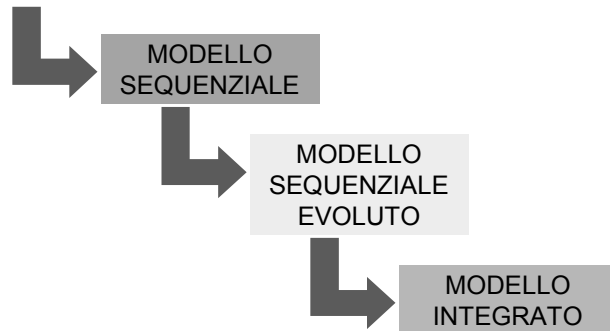 MODELLO
SEQUENZIALE
MODELLO
SEQUENZIALE
EVOLUTO
MODELLO
INTEGRATO